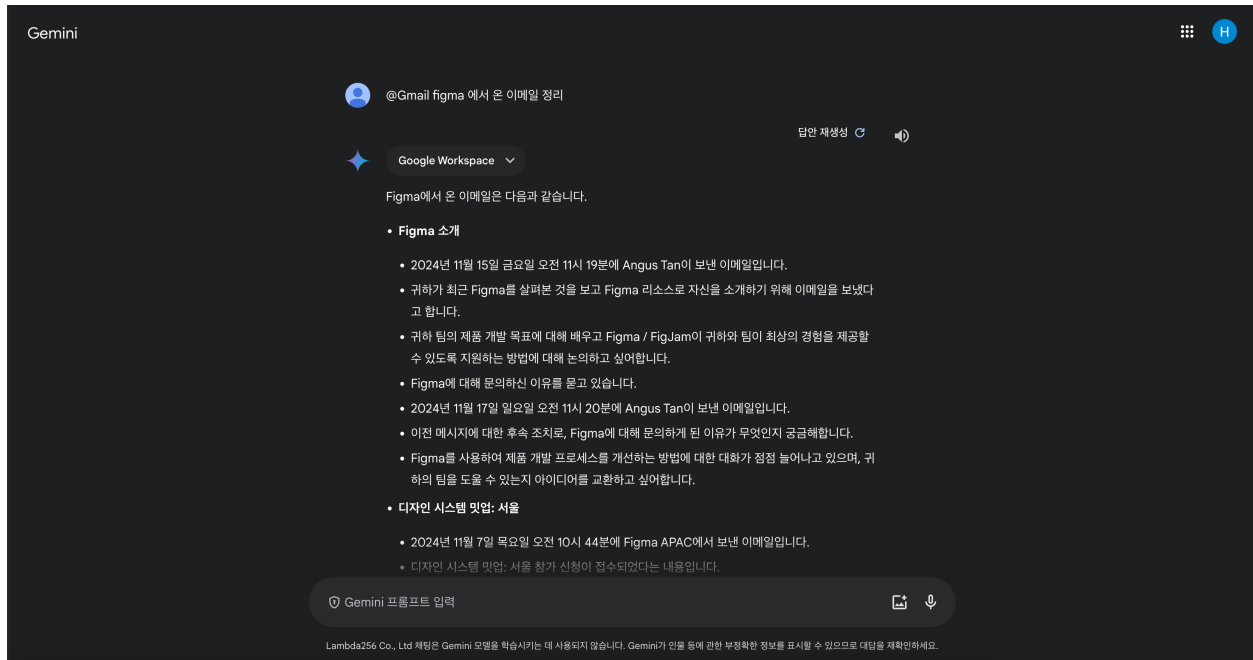 Gemini
H
@Gmail figma 에서 온 이메일 정리
답안 재생성
Google Workspace
Figma에서 온 이메일은 다음과 같습니다.
• Figma 소개
• 2024년 11월 15일 금요일 오전 11시 19분에 Angus Tan이 보낸 이메일입니다.
• 귀하가 최근 Figma를 살펴본 것을 보고 Figma 리소스로 자신을 소개하기 위해 이메일을 보냈다
고 합니다.
• 귀하 팀의 제품 개발 목표에 대해 배우고 Figma / FigJam이 귀하와 팀이 최상의 경험을 제공할
수 있도록 지원하는 방법에 대해 논의하고 싶어합니다.
• Figma에 대해 문의하신 이유를 묻고 있습니다.
• 2024년 11월 17일 일요일 오전 11시 20분에 Angus Tan이 보낸 이메일입니다.
• 이전 메시지에 대한 후속 조치로, Figma에 대해 문의하게 된 이유가 무엇인지 궁금해합니다.
• Figma를 사용하여 제품 개발 프로세스를 개선하는 방법에 대한 대화가 점점 늘어나고 있으며, 귀
하의 팀을 도울 수 있는지 아이디어를 교환하고 싶어합니다.
• 디자인 시스템 밋업: 서울
• 2024년 11월 7일 목요일 오전 10시 44분에 Figma APAC에서 보낸 이메일입니다.
• 디자인 시스템 밋업: 서울 참가 신청이 접수되었다는 내용입니다.
Gemini 프롬프트 입력
Lambda256 Co., Ltd 채팅은 Gemini 모델을 학습시키는 데 사용되지 않습니다. Gemini가 인물 등에 관한 부정확한 정보를 표시할 수 있으므로 대답을 재확인하세요.